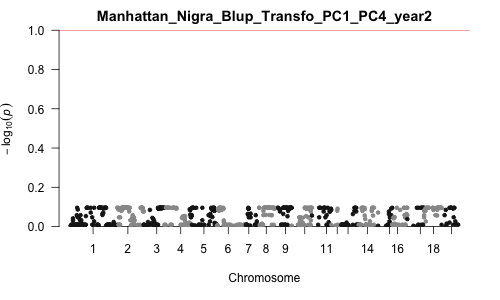 Manhattan_Nigra_Blup_Transfo_PC1_PC4_year2
1.0
0.8
0.6
0.4
0.2
0.0
− log10(p)
1 2 3 4 5 6 7 8 9 11 14 16 18
Chromosome